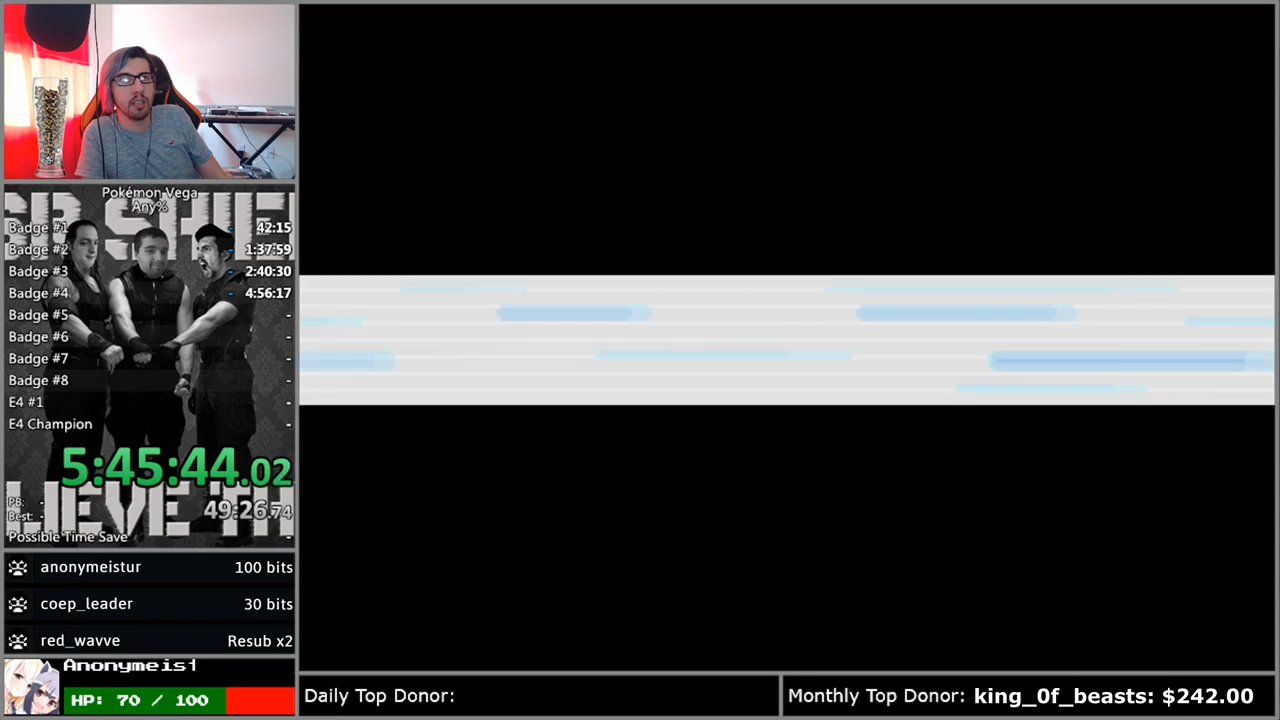 Pokémon Vega
Any%
Badge #1 42:15
Badge #2 1:37:59
Badge #3 2:40:30
Badge #4 4:56:17
Badge #5 -
Badge #6 -
Badge #7 -
Badge #8 -
E4 #1 -
E4 Champion -
5:45:44.02
PB: -
Best: -
49:26.74
Possible Time Save -
anonymeistur 100 bits
coep_leader 30 bits
red_wavve Resub x2
Anonymeist
HP: 70 / 100
Daily Top Donor:
Monthly Top Donor: king_0f_beasts: $242.00